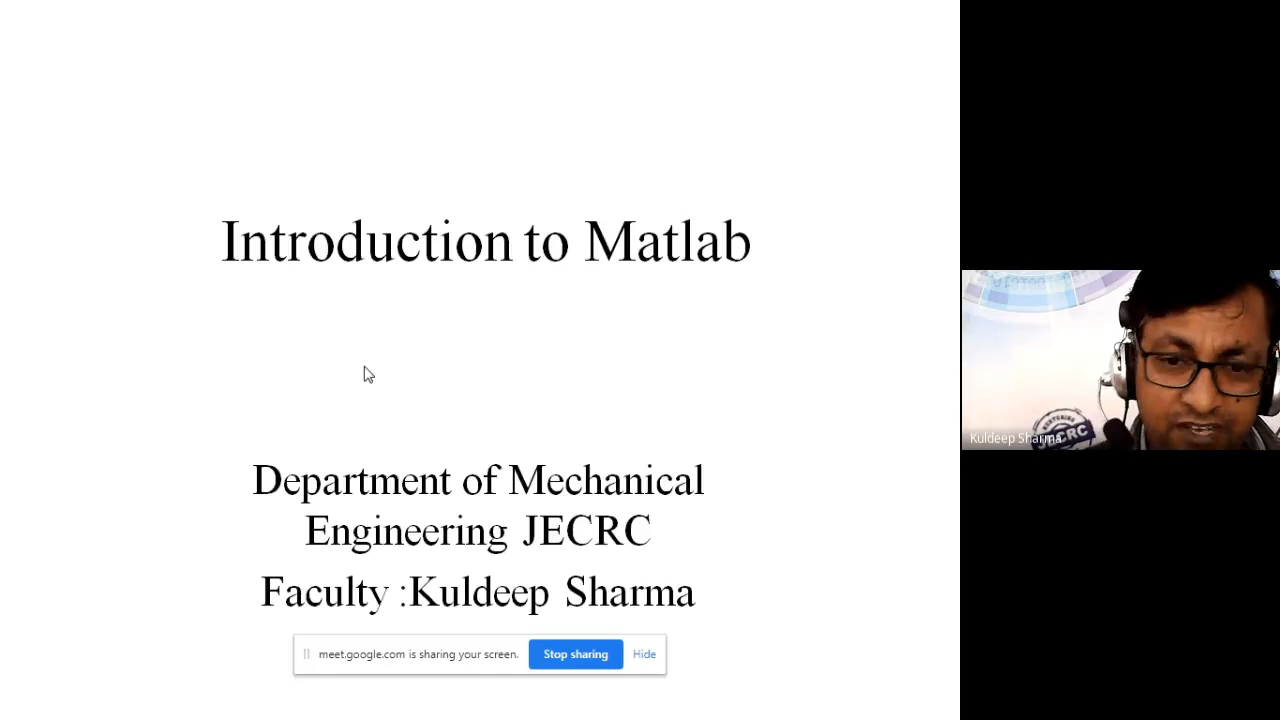 Introduction to Matlab
Department of Mechanical
Engineering JECRC
Faculty :Kuldeep Sharma
meet.google.com is sharing your screen.
Stop sharing
Hide
Kuldeep Sharma